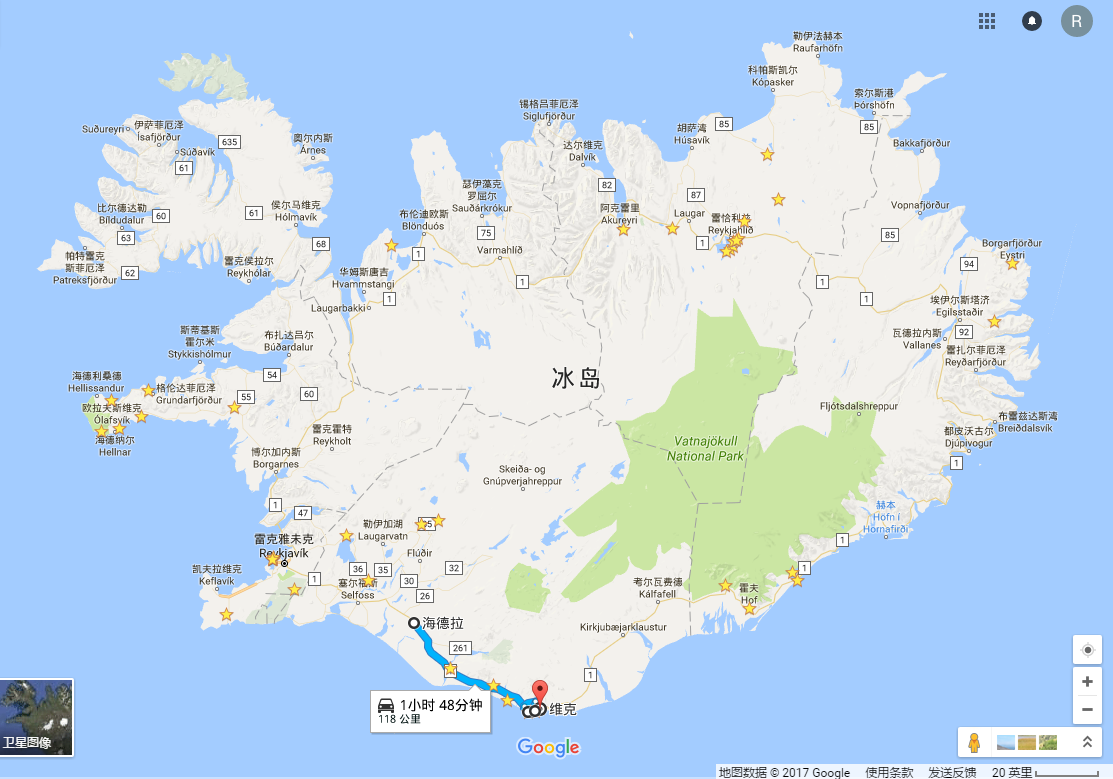 R
勒伊法赫本
Raufarhöfn
科帕斯凯尔
Kópasker
索尔斯港
Þórshöfn
锡格吕菲厄泽
Siglufjörður
85
胡萨湾
Húsavík
85
Suðureyri
伊萨菲厄泽
Ísafjörður
635
奥尔内斯
Árnes
达尔维克
Dalvík
Bakkafjörður
Súðavík
61
瑟伊藻克
罗屈尔
Sauðárkrókur
82
87
比尔德达勒
Bíldudalur
60
61
侯尔马维克
Hólmavík
布伦迪欧斯
Blönduós
阿克雷里
Akureyri
Laugar
雷恰利茲
Reykjahlíð
Vopnafjörður
63
68
75
Varmahlíð
1
85
Borgarfjörður
Eystri
帕特雷克
斯菲厄泽
Patreksfjörður
62
雷克侯拉尔
Reykhólar
1
华姆斯唐吉
Hvammstangi
94
1
1
1
1
Laugarbakki
埃伊尔斯塔济
Egilsstaðir
斯蒂基斯
霍尔米
Stykkishólmur
布扎达吕尔
Búðardalur
瓦德拉内斯
Vallanes
92
雷扎尔菲厄泽
Reyðarfjörður
海德利桑德
Hellissandur
54
冰岛
格伦达菲厄泽
Grundarfjörður
55
60
欧拉夫斯维克
Ólafsvík
Fljótsdalshreppur
布雷兹达斯湾
Breiðdalsvík
海德纳尔
Hellnar
雷克霍特
Reykholt
都皮沃古尔
Djúpivogur
Vatnajökull
National Park
博尔加内斯
Borgarnes
Skeiða- og
Gnúpverjahreppur
1
1
47
赫本
Höfn í
Hornafirði
勒伊加湖
Laugarvatn
35
雷克雅未克
Reykjavík
Flúðir
1
凯夫拉维克
Keflavík
36
35
32
1
1
30
塞尔福斯
Selfoss
26
考尔瓦费德
Kálfafell
霍夫
Hof
海德拉
Kirkjubæjarklaustur
261
1
1小时 48分钟
118 公里
维克
Google
卫星图像
地图数据 © 2017 Google 使用条款 发送反馈 20 英里